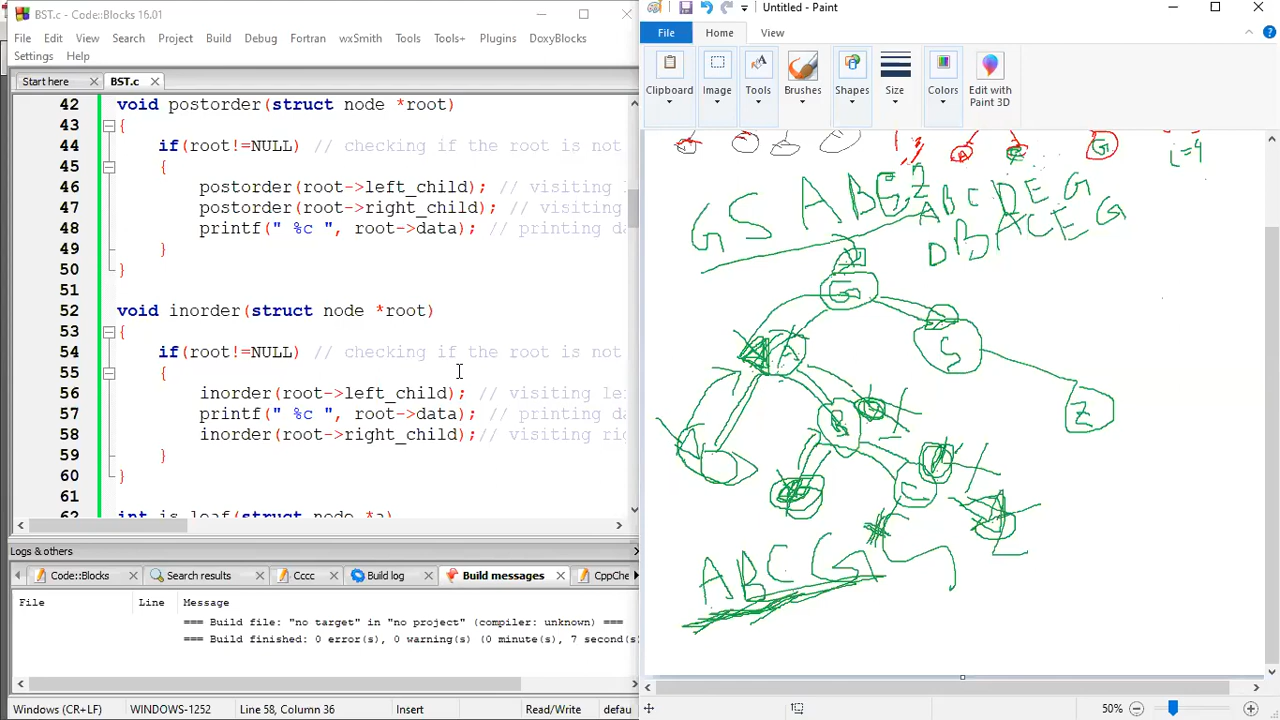 BST.c - Code::Blocks 16.01
File Edit View Search Project Build Debug Fortran wxSmith Tools Tools+ Plugins DoxyBlocks
Settings Help
Start here BST.c
42 void postorder(struct node *root)
43 {
44 if(root!=NULL) // checking if the root is not
45 {
46 postorder(root->left_child); // visiting
47 postorder(root->right_child); // visiting
48 printf(" %c ", root->data); // printing da
49 }
50 }
51
52 void inorder(struct node *root)
53 {
54 if(root!=NULL) // checking if the root is not
55 {
56 inorder(root->left_child); // visiting le
57 printf(" %c ", root->data); // printing da
58 inorder(root->right_child);// visiting ri
59 }
60 }
61
62 int is_leaf(struct node *a)
Logs & others
Code::Blocks Search results Cccc Build log Build messages CppChe
File Line Message
=== Build file: "no target" in "no project" (compiler: unknown) ===
=== Build finished: 0 error(s), 0 warning(s) (0 minute(s), 7 second(s
Windows (CR+LF) WINDOWS-1252 Line 58, Column 36 Insert Read/Write defau
Untitled - Paint
File Home View
Clipboard Image Tools Brushes Shapes Size Colors Edit with
Paint 3D
A G i=4
A B C D E G
G S A B
D B A C E G
G
S
B
Z
C
A B C G
50%